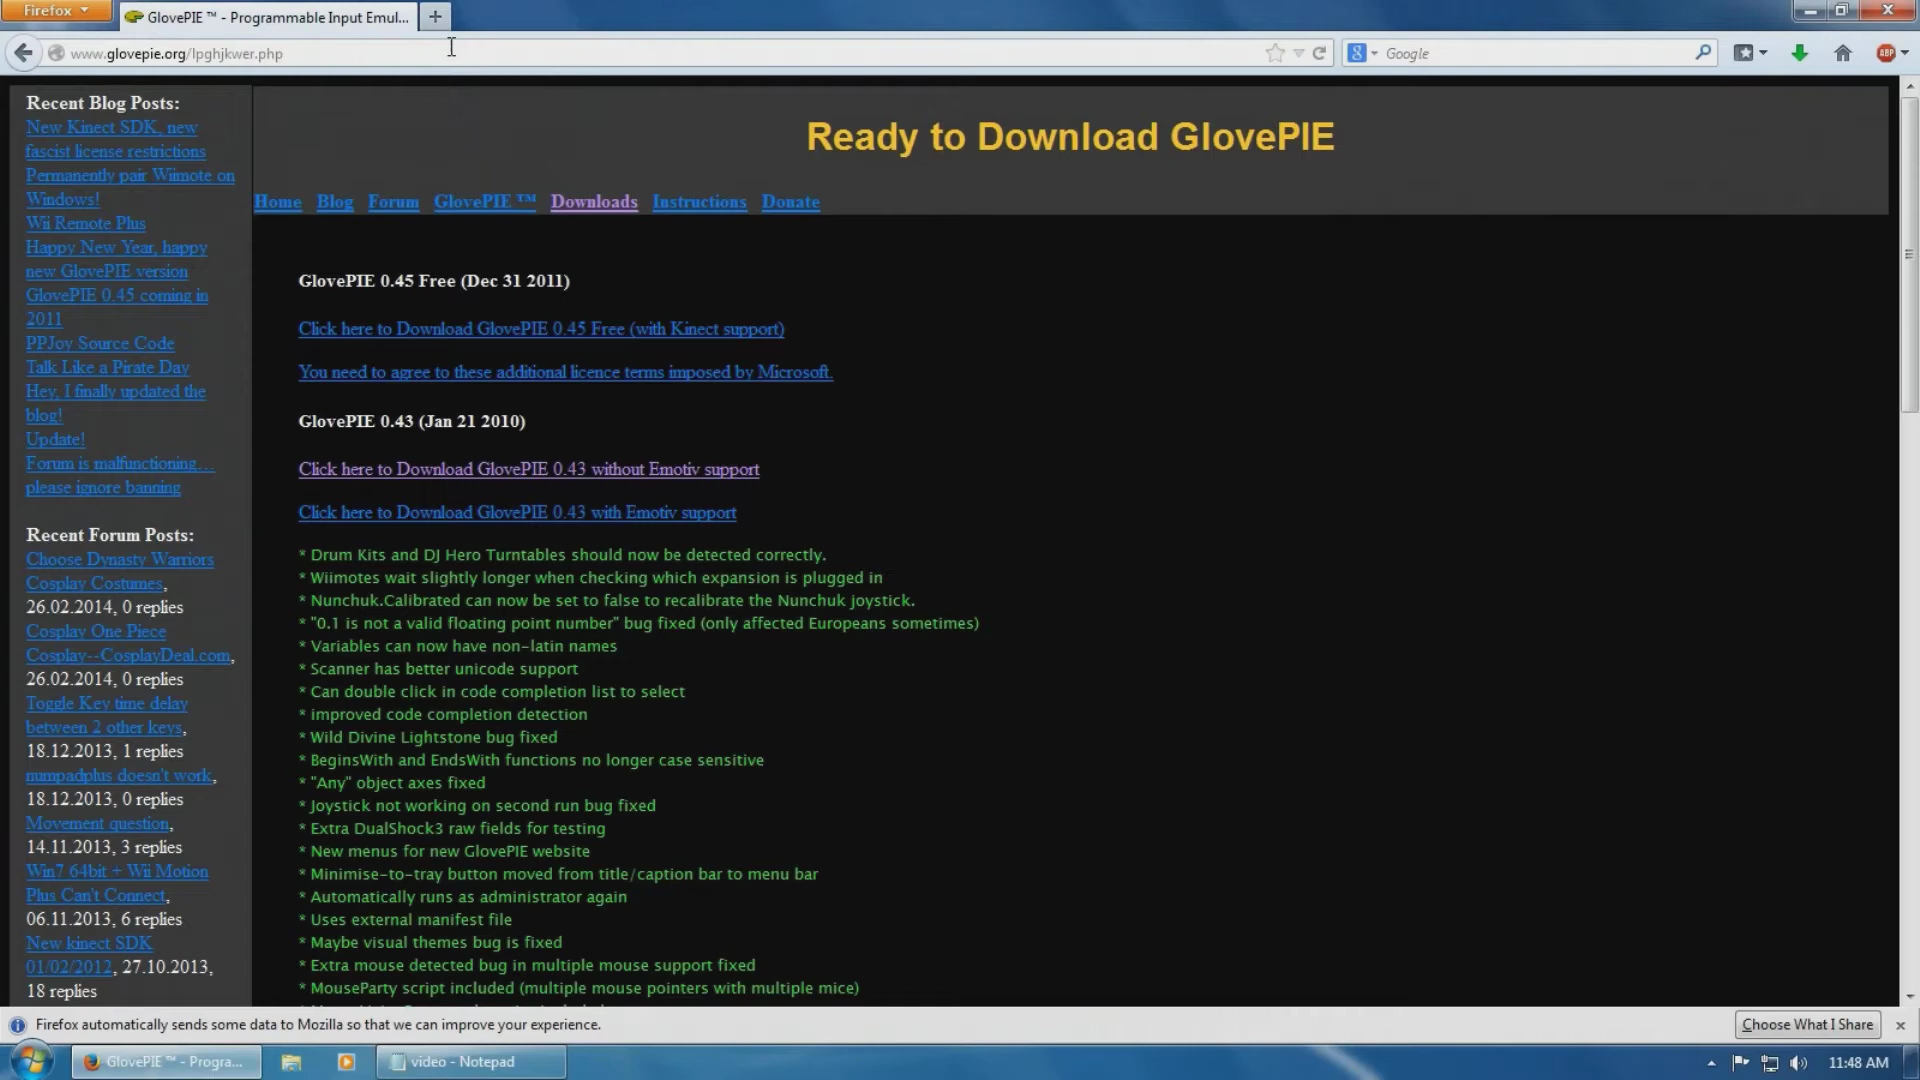 Firefox
GlovePIE ™ - Programmable Input Emul...
www.glovepie.org/lpghjkwer.php
Google
ABP
Recent Blog Posts:
New Kinect SDK, new
fascist license restrictions
Permanently pair Wiimote on
Windows!
Wii Remote Plus
Happy New Year, happy
new GlovePIE version
GlovePIE 0.45 coming in
2011
PPJoy Source Code
Talk Like a Pirate Day
Hey, I finally updated the
blog!
Update!
Forum is malfunctioning…
please ignore banning
Recent Forum Posts:
Choose Dynasty Warriors
Cosplay Costumes,
26.02.2014, 0 replies
Cosplay One Piece
Cosplay--CosplayDeal.com,
26.02.2014, 0 replies
Toggle Key time delay
between 2 other keys,
18.12.2013, 1 replies
numpadplus doesn't work,
18.12.2013, 0 replies
Movement question,
14.11.2013, 3 replies
Win7 64bit + Wii Motion
Plus Can't Connect,
06.11.2013, 6 replies
New kinect SDK
01/02/2012, 27.10.2013,
18 replies
Ready to Download GlovePIE
Home Blog Forum GlovePIE ™ Downloads Instructions Donate
GlovePIE 0.45 Free (Dec 31 2011)
Click here to Download GlovePIE 0.45 Free (with Kinect support)
You need to agree to these additional licence terms imposed by Microsoft.
GlovePIE 0.43 (Jan 21 2010)
Click here to Download GlovePIE 0.43 without Emotiv support
Click here to Download GlovePIE 0.43 with Emotiv support
* Drum Kits and DJ Hero Turntables should now be detected correctly.
* Wiimotes wait slightly longer when checking which expansion is plugged in
* Nunchuk.Calibrated can now be set to false to recalibrate the Nunchuk joystick.
* "0.1 is not a valid floating point number" bug fixed (only affected Europeans sometimes)
* Variables can now have non-latin names
* Scanner has better unicode support
* Can double click in code completion list to select
* improved code completion detection
* Wild Divine Lightstone bug fixed
* BeginsWith and EndsWith functions no longer case sensitive
* "Any" object axes fixed
* Joystick not working on second run bug fixed
* Extra DualShock3 raw fields for testing
* New menus for new GlovePIE website
* Minimise-to-tray button moved from title/caption bar to menu bar
* Automatically runs as administrator again
* Uses external manifest file
* Maybe visual themes bug is fixed
* Extra mouse detected bug in multiple mouse support fixed
* MouseParty script included (multiple mouse pointers with multiple mice)
Firefox automatically sends some data to Mozilla so that we can improve your experience.
Choose What I Share
GlovePIE ™ - Progra...
video - Notepad
11:48 AM